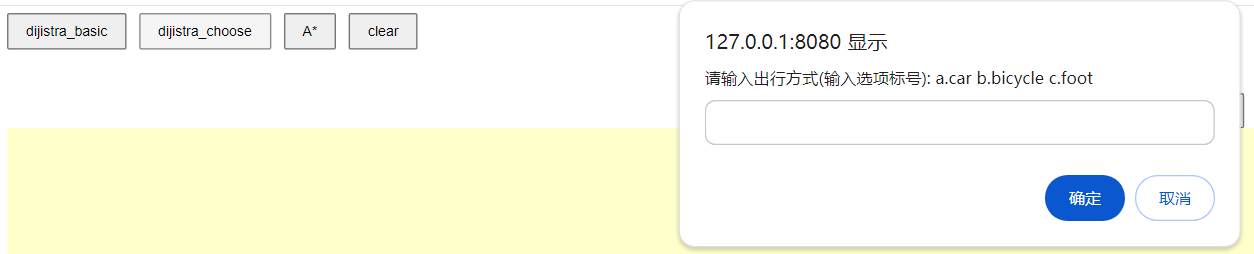 dijistra_basic dijistra_choose A* clear
127.0.0.1:8080 显示
请输入出行方式(输入选项标号): a.car b.bicycle c.foot
确定 取消